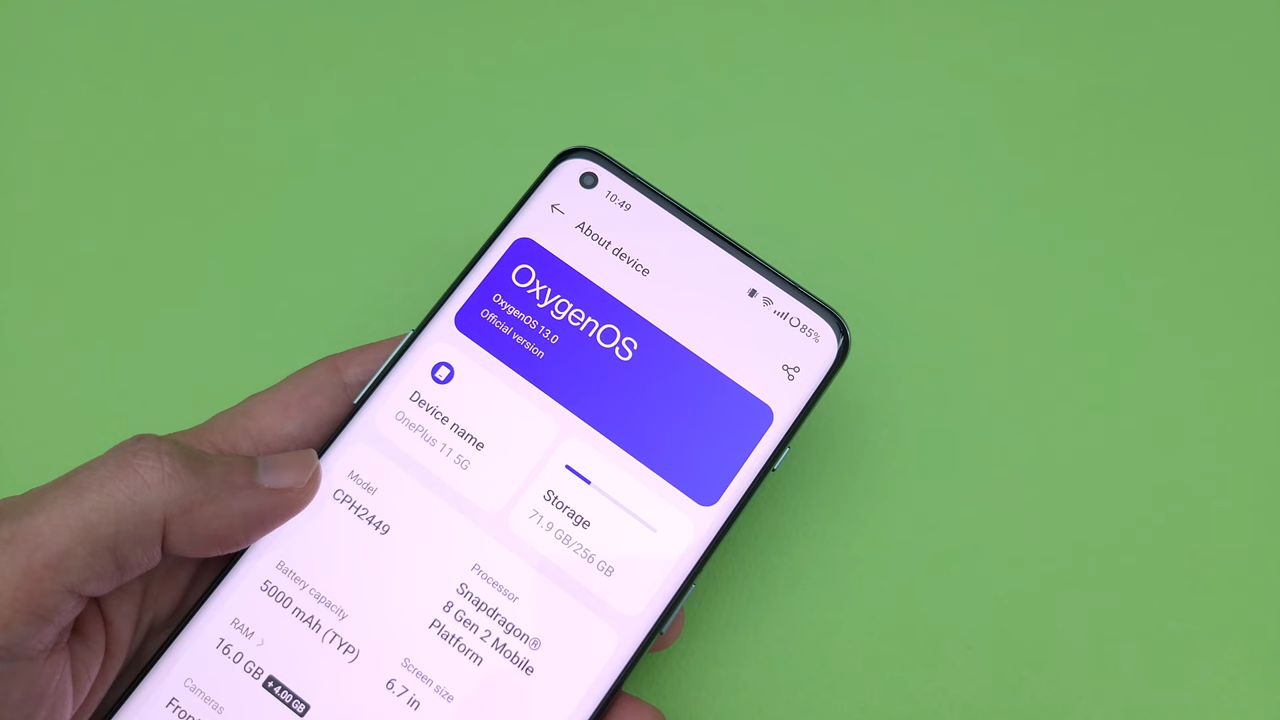 10:49
85%
About device
OxygenOS
OxygenOS 13.0
Official version
Device name
OnePlus 11 5G
Storage
71.9 GB/256 GB
Model
CPH2449
Processor
Snapdragon®
8 Gen 2 Mobile
Platform
Battery capacity
5000 mAh (TYP)
RAM
16.0 GB + 4.00 GB
Screen size
6.7 in
Cameras